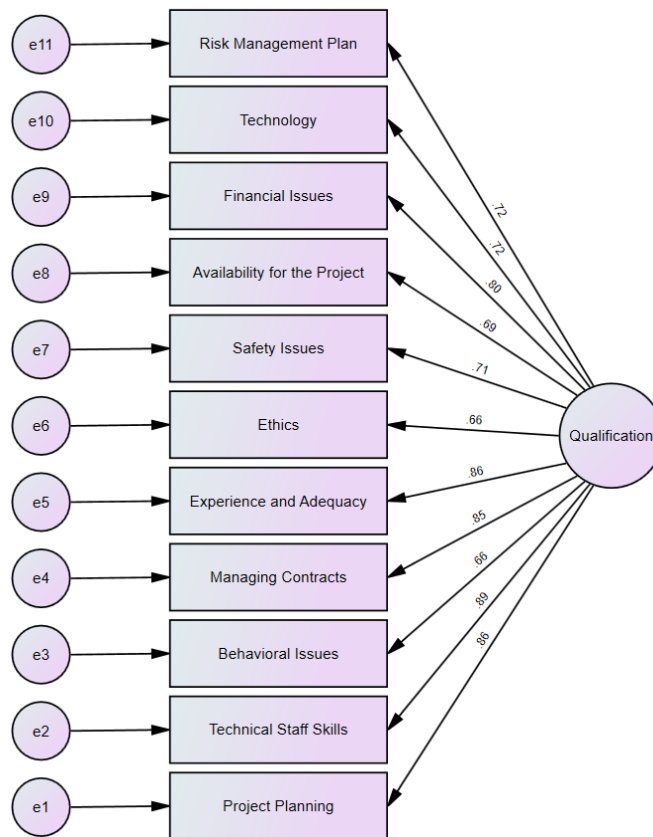 e11
Risk Management Plan
.72
e10
Technology
.72
e9
Financial Issues
.80
e8
Availability for the Project
.69
e7
Safety Issues
.71
e6
Ethics
.66
Qualification
e5
Experience and Adequacy
.86
e4
Managing Contracts
.85
e3
Behavioral Issues
.66
e2
Technical Staff Skills
.89
e1
Project Planning
.86